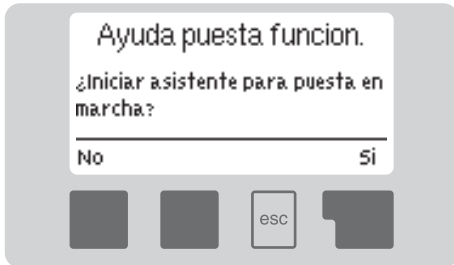 Ayuda puesta funcion.
¿Iniciar asistente para puesta en
marcha?
No Si
esc